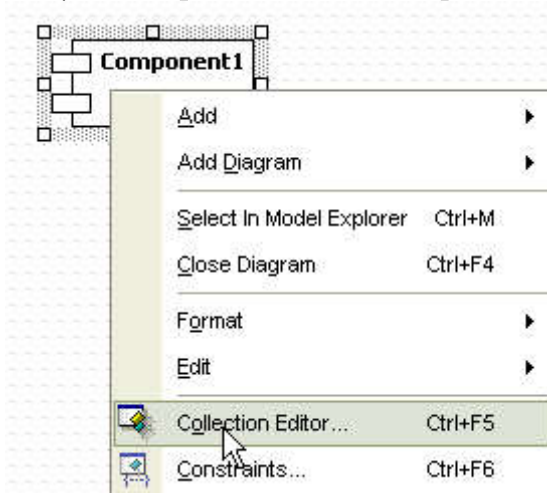 Component1
Add
Add Diagram
Select In Model Explorer Ctrl+M
Close Diagram Ctrl+F4
Format
Edit
Collection Editor... Ctrl+F5
Constraints... Ctrl+F6